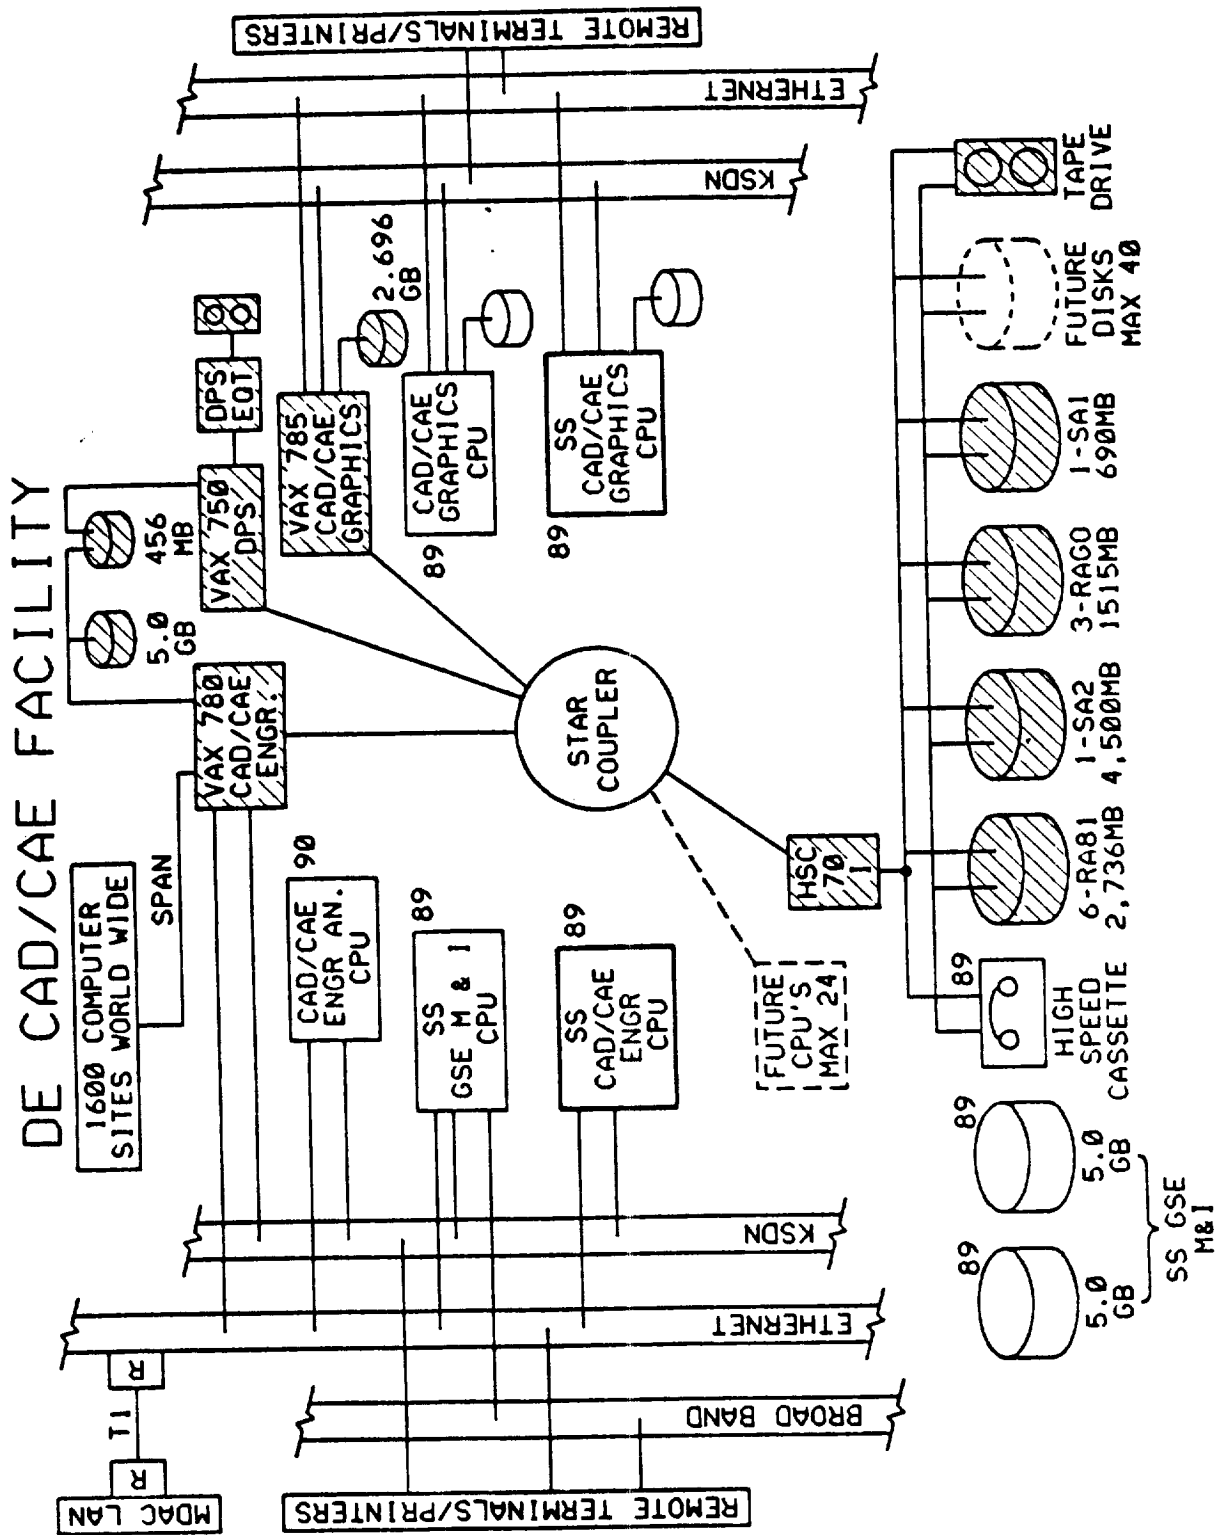 DE CAD/CAE FACILITY
MDAC LAN
R
T1
R
1600 COMPUTER
SITES WORLD WIDE
SPAN
VAX 780
CAD/CAE
ENGR.
5.0
GB
456
MB
VAX 750
DPS
DPS
EQT
VAX 785
CAD/CAE
GRAPHICS
2.696
GB
CAD/CAE
GRAPHICS
CPU
89
SS
CAD/CAE
GRAPHICS
CPU
89
CAD/CAE
ENGR AN.
CPU
90
SS
GSE M & I
CPU
89
SS
CAD/CAE
ENGR
CPU
89
STAR
COUPLER
FUTURE
CPU'S
MAX 24
HSC
70
1
REMOTE TERMINALS/PRINTERS
BROAD BAND
ETHERNET
KSDN
KSDN
ETHERNET
REMOTE TERMINALS/PRINTERS
89
5.0
GB
89
5.0
GB
SS GSE
M&I
89
HIGH
SPEED
CASSETTE
6-RA81
2,736MB
1-SA2
4,500MB
3-RAGO
1515MB
1-SA1
690MB
FUTURE
DISKS
MAX 40
TAPE
DRIVE